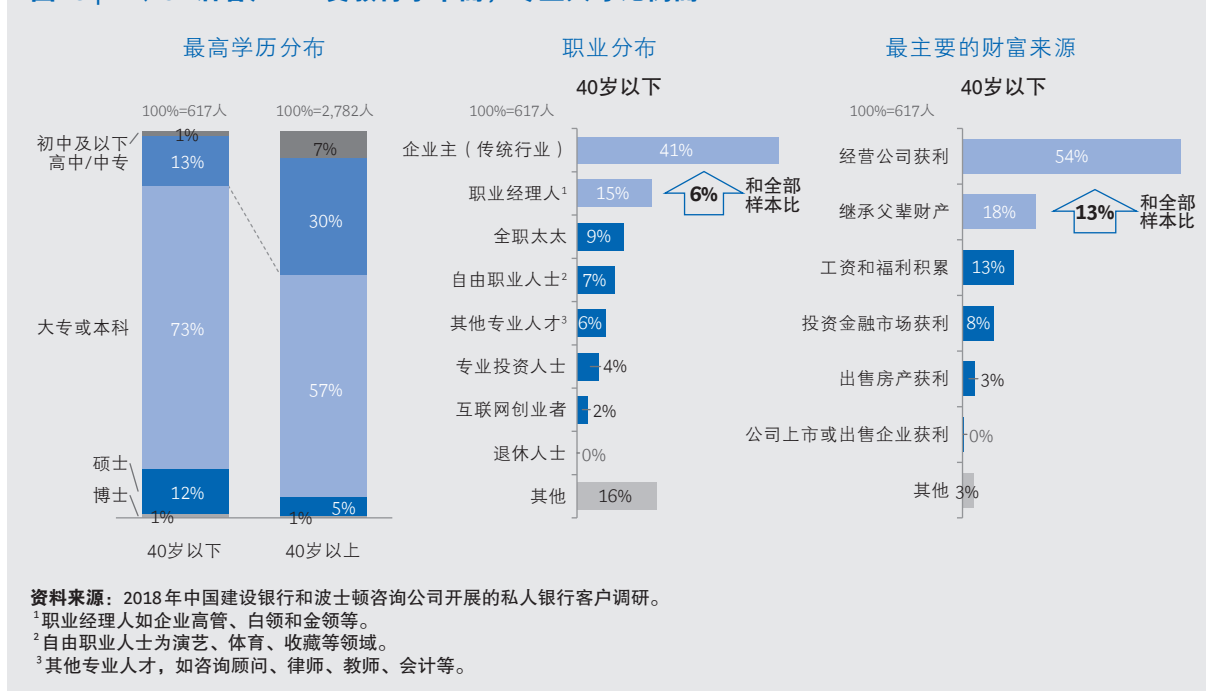 最高学历分布
100%=617人
100%=2,782人
初中及以下
1%
7%
高中/中专
13%
30%
大专或本科
73%
57%
硕士
12%
5%
博士
1%
1%
40岁以下
40岁以上
职业分布
40岁以下
100%=617人
企业主（传统行业）
41%
职业经理人¹
15%
6%
和全部
样本比
全职太太
9%
自由职业人士²
7%
其他专业人才³
6%
专业投资人士
4%
互联网创业者
2%
退休人士
0%
其他
16%
最主要的财富来源
40岁以下
100%=617人
经营公司获利
54%
继承父辈财产
18%
13%
和全部
样本比
工资和福利积累
13%
投资金融市场获利
8%
出售房产获利
3%
公司上市或出售企业获利
0%
其他
3%
资料来源：2018年中国建设银行和波士顿咨询公司开展的私人银行客户调研。
¹职业经理人如企业高管、白领和金领等。
²自由职业人士为演艺、体育、收藏等领域。
³其他专业人才，如咨询顾问、律师、教师、会计等。